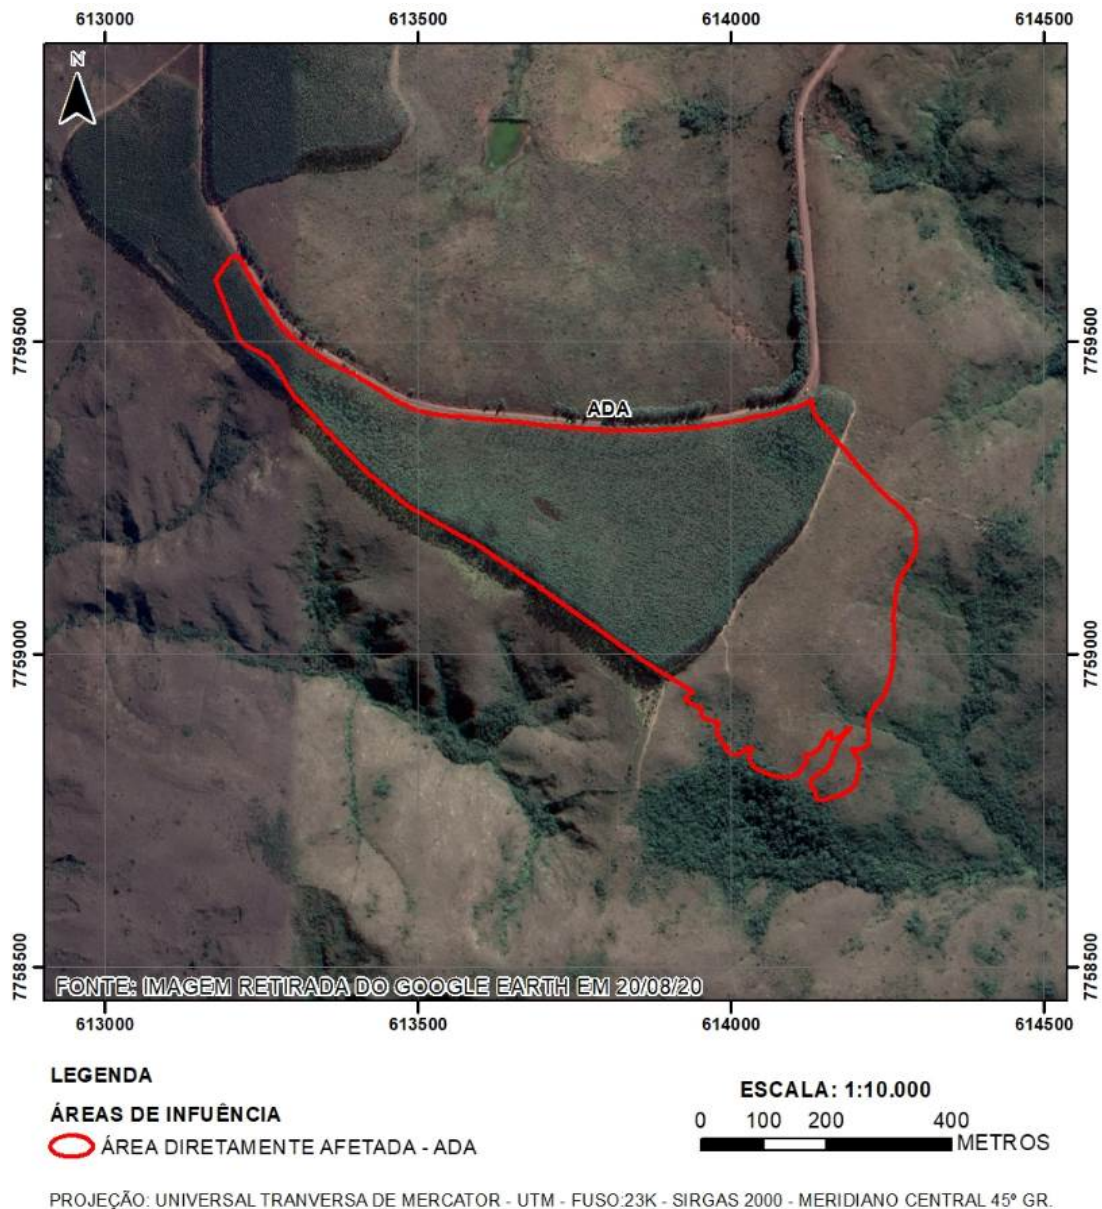 613000 613500 614000 614500
N
7759500 7759500
ADA
7759000 7759000
7758500 7758500
FONTE: IMAGEM RETIRADA DO GOOGLE EARTH EM 20/08/20
613000 613500 614000 614500
LEGENDA
ESCALA: 1:10.000
ÁREAS DE INFUÊNCIA
0 100 200 400
ÁREA DIRETAMENTE AFETADA - ADA
METROS
PROJEÇÃO: UNIVERSAL TRANVERSA DE MERCATOR - UTM - FUSO:23K - SIRGAS 2000 - MERIDIANO CENTRAL 45º GR.